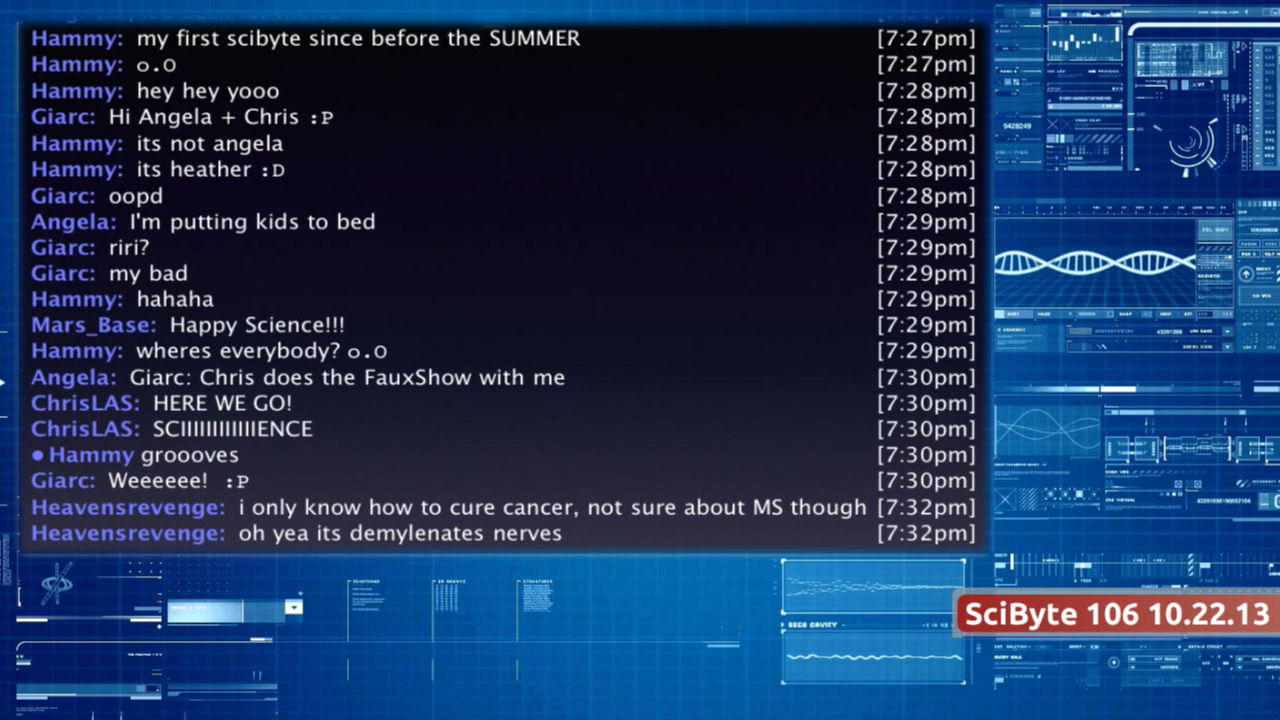 Hammy: my first scibyte since before the SUMMER [7:27pm]
Hammy: o.O [7:27pm]
Hammy: hey hey yooo [7:28pm]
Giarc: Hi Angela + Chris :P [7:28pm]
Hammy: its not angela [7:28pm]
Hammy: its heather :D [7:28pm]
Giarc: oopd [7:28pm]
Angela: I'm putting kids to bed [7:29pm]
Giarc: riri? [7:29pm]
Giarc: my bad [7:29pm]
Hammy: hahaha [7:29pm]
Mars_Base: Happy Science!!! [7:29pm]
Hammy: wheres everybody? o.O [7:29pm]
Angela: Giarc: Chris does the FauxShow with me [7:30pm]
ChrisLAS: HERE WE GO! [7:30pm]
ChrisLAS: SCIIIIIIIIIIIENCE [7:30pm]
• Hammy groooves [7:30pm]
Giarc: Weeeeee! :P [7:30pm]
Heavensrevenge: i only know how to cure cancer, not sure about MS though [7:32pm]
Heavensrevenge: oh yea its demylenates nerves [7:32pm]
9428249
SciByte 106 10.22.13